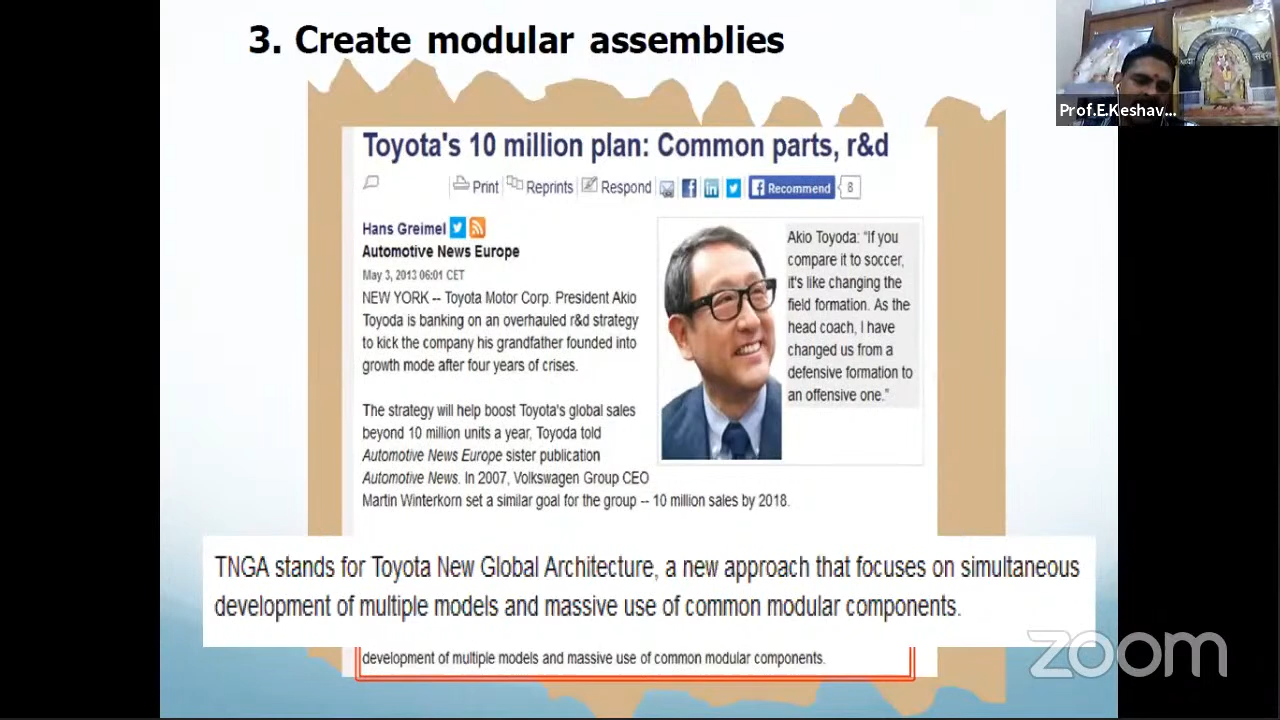 3. Create modular assemblies
Prof.E.Keshav...
Toyota's 10 million plan: Common parts, r&d
Print Reprints Respond Recommend 8
Hans Greimel
Automotive News Europe
May 3, 2013 06:01 CET
NEW YORK -- Toyota Motor Corp. President Akio
Toyoda is banking on an overhauled r&d strategy
to kick the company his grandfather founded into
growth mode after four years of crises.
The strategy will help boost Toyota's global sales
beyond 10 million units a year, Toyoda told
Automotive News Europe sister publication
Automotive News. In 2007, Volkswagen Group CEO
Martin Winterkorn set a similar goal for the group -- 10 million sales by 2018.
Akio Toyoda: “If you
compare it to soccer,
it's like changing the
field formation. As the
head coach, I have
changed us from a
defensive formation to
an offensive one.”
TNGA stands for Toyota New Global Architecture, a new approach that focuses on simultaneous
development of multiple models and massive use of common modular components.
development of multiple models and massive use of common modular components.
zoom